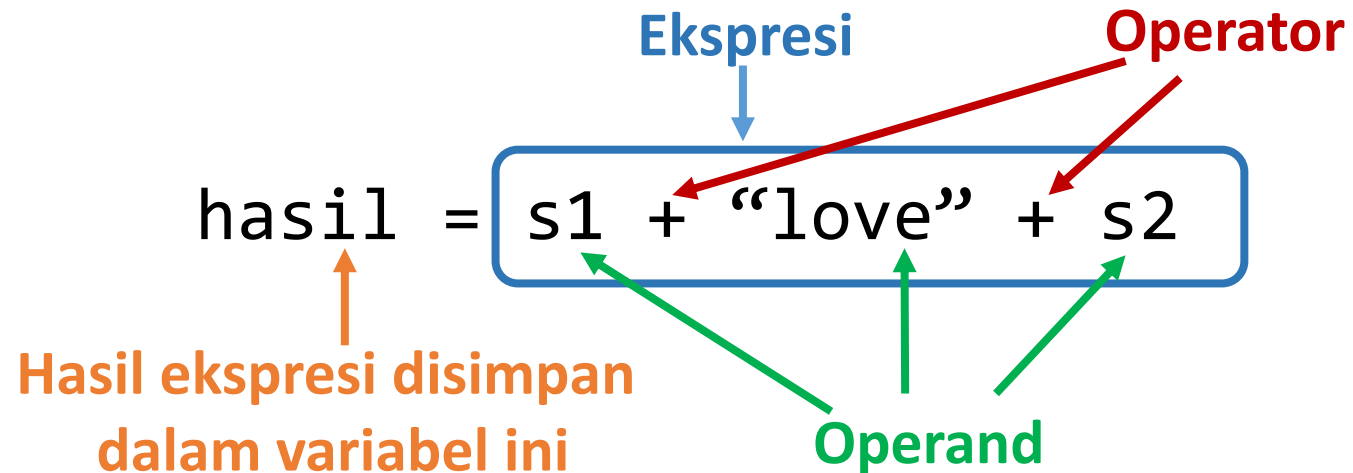 Ekspresi
Operator
hasil = s1 + “love” + s2
Hasil ekspresi disimpan
dalam variabel ini
Operand